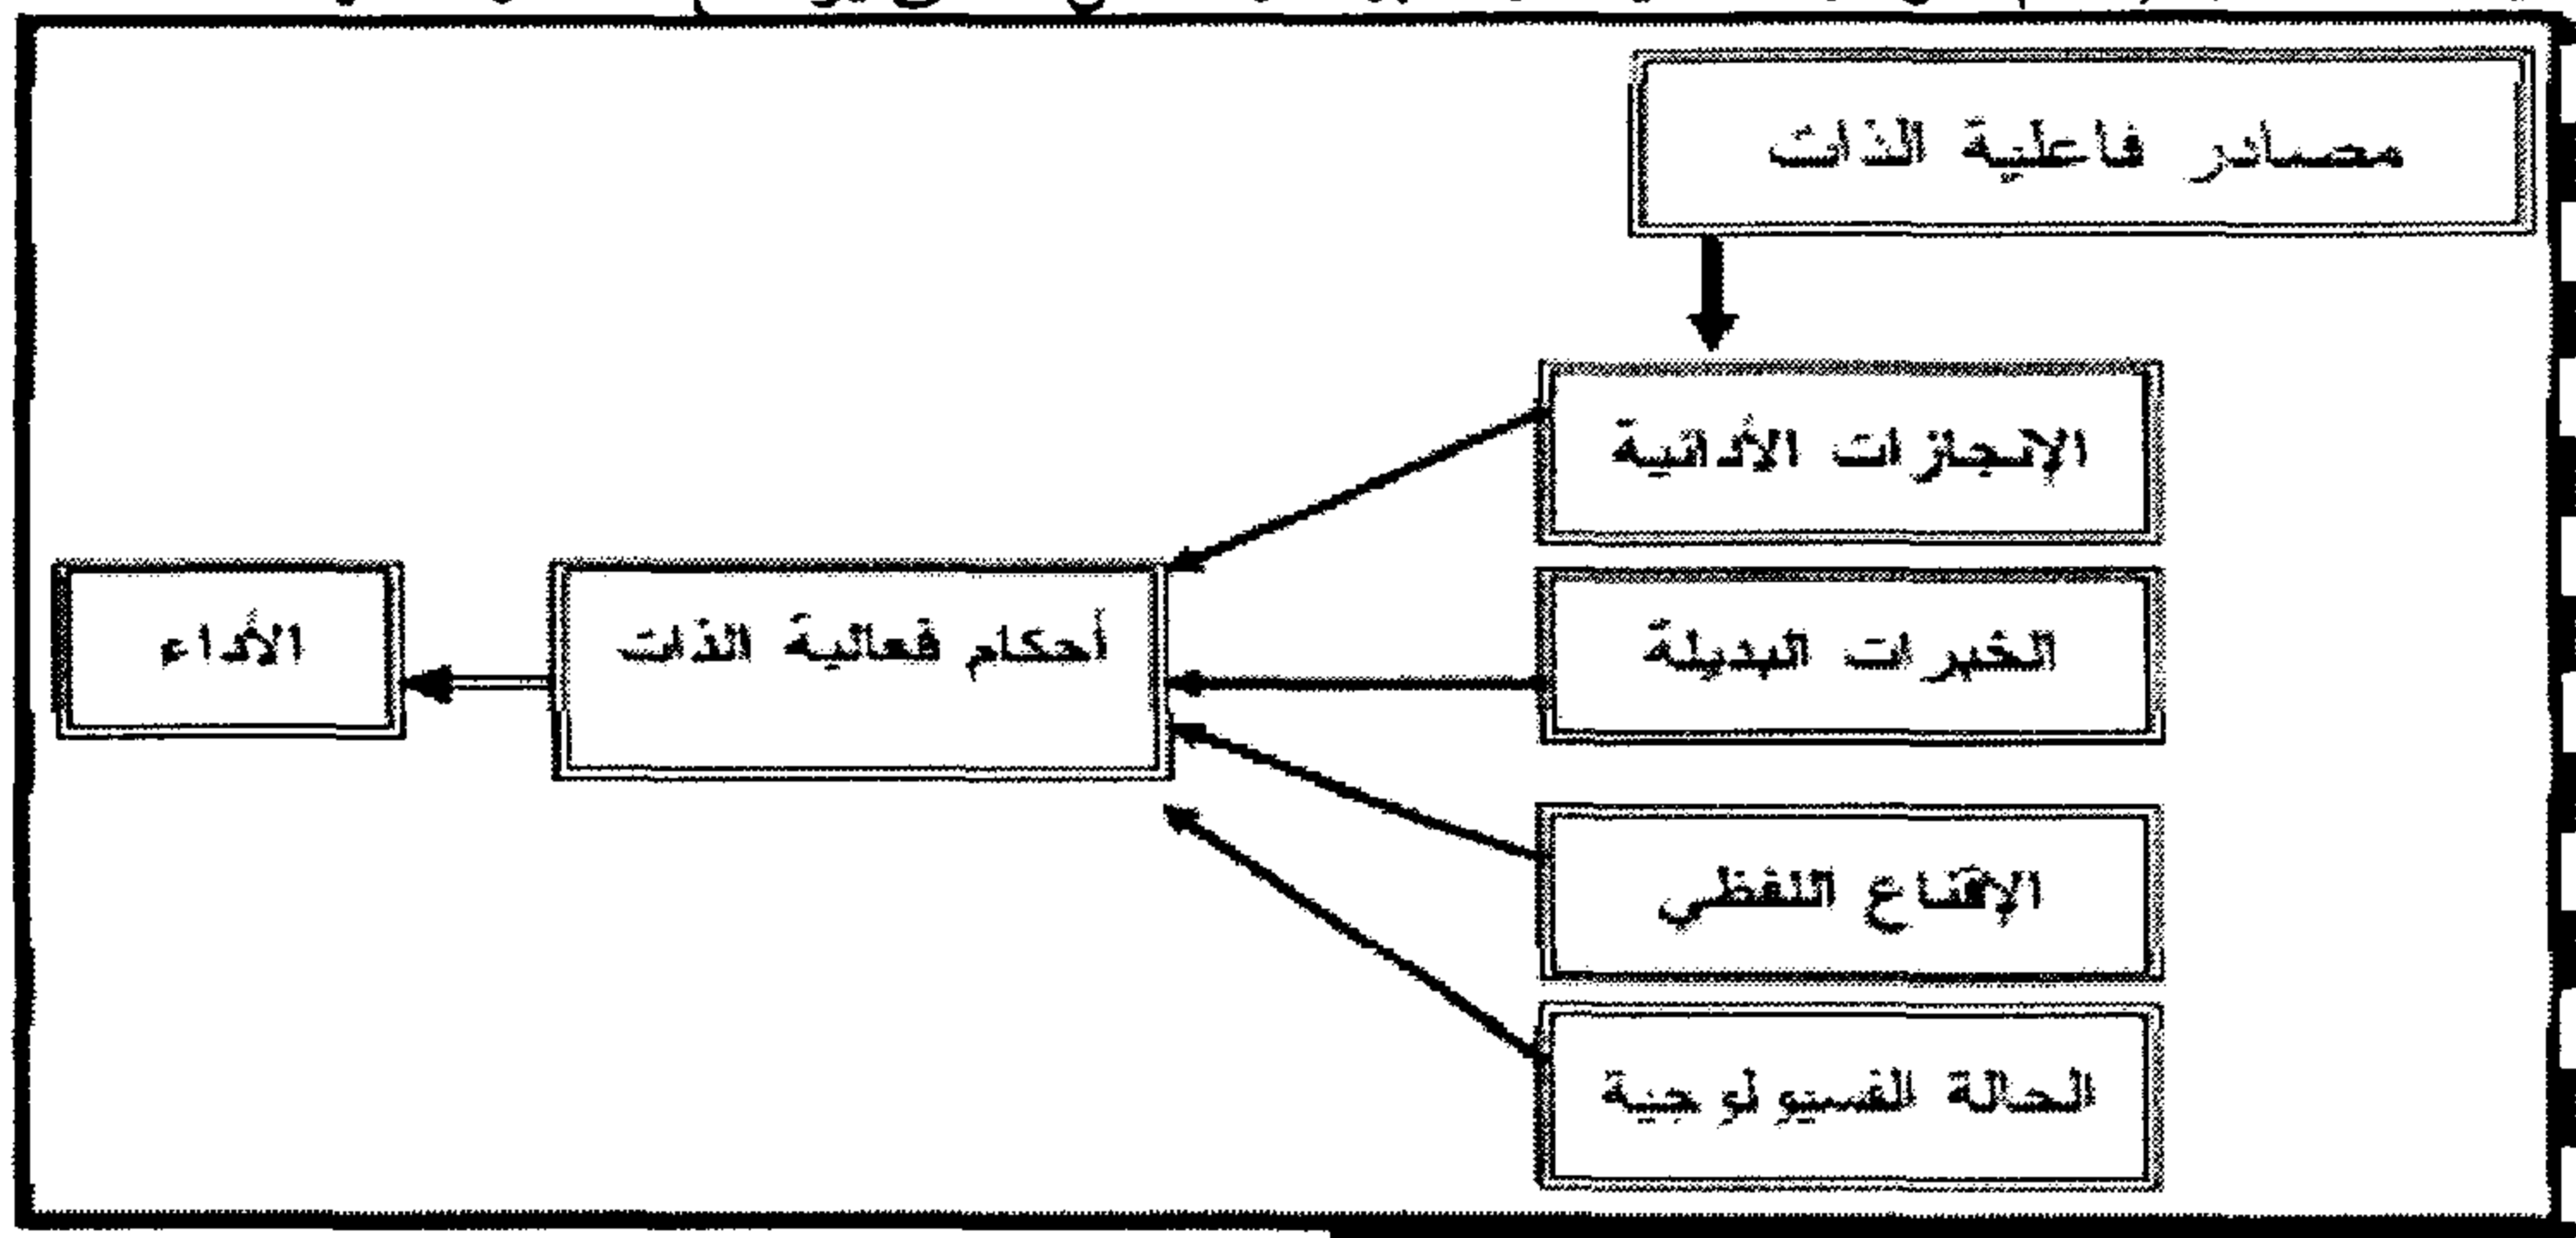 مصادر فاعلية الذات
الإنجازات الأدائية
الخبرات البديلة
أحكام فعالية الذات
الأداء
الإقناع اللفظي
الحالة الفسيولوجية